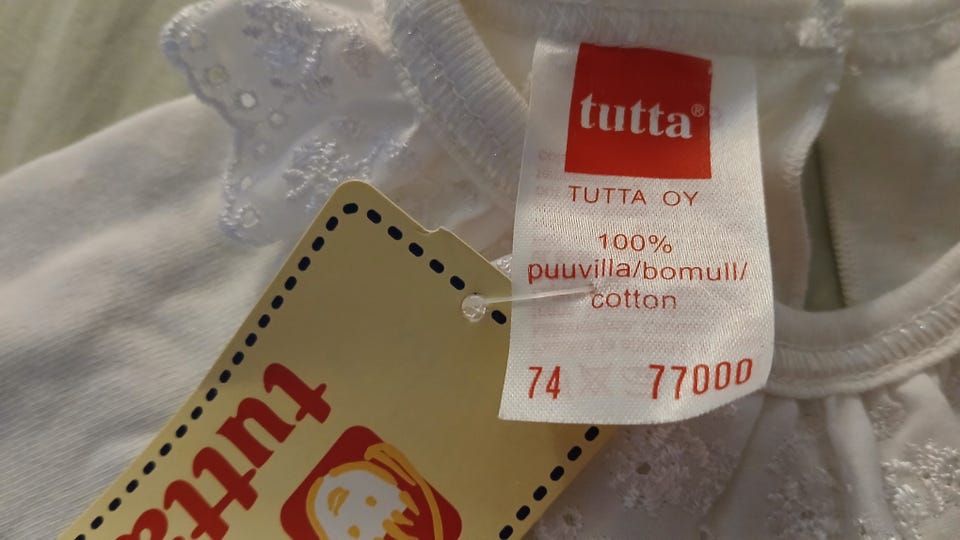 tutta®
TUTTA OY
100%
puuvilla/bomull/
cotton
74 77000
tutta